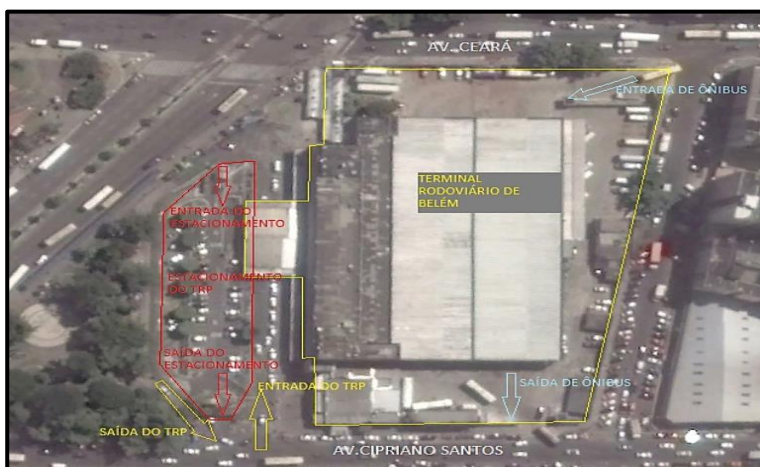 AV. CEARÁ
ENTRADA DE ÔNIBUS
TERMINAL
RODOVIÁRIO DE
BELÉM
ENTRADA DO
ESTACIONAMENTO
ESTACIONAMENTO
DO TRP
SAÍDA DO
ESTACIONAMENTO
ENTRADA DO TRP
SAÍDA DE ÔNIBUS
SAÍDA DO TRP
AV.CIPRIANO SANTOS